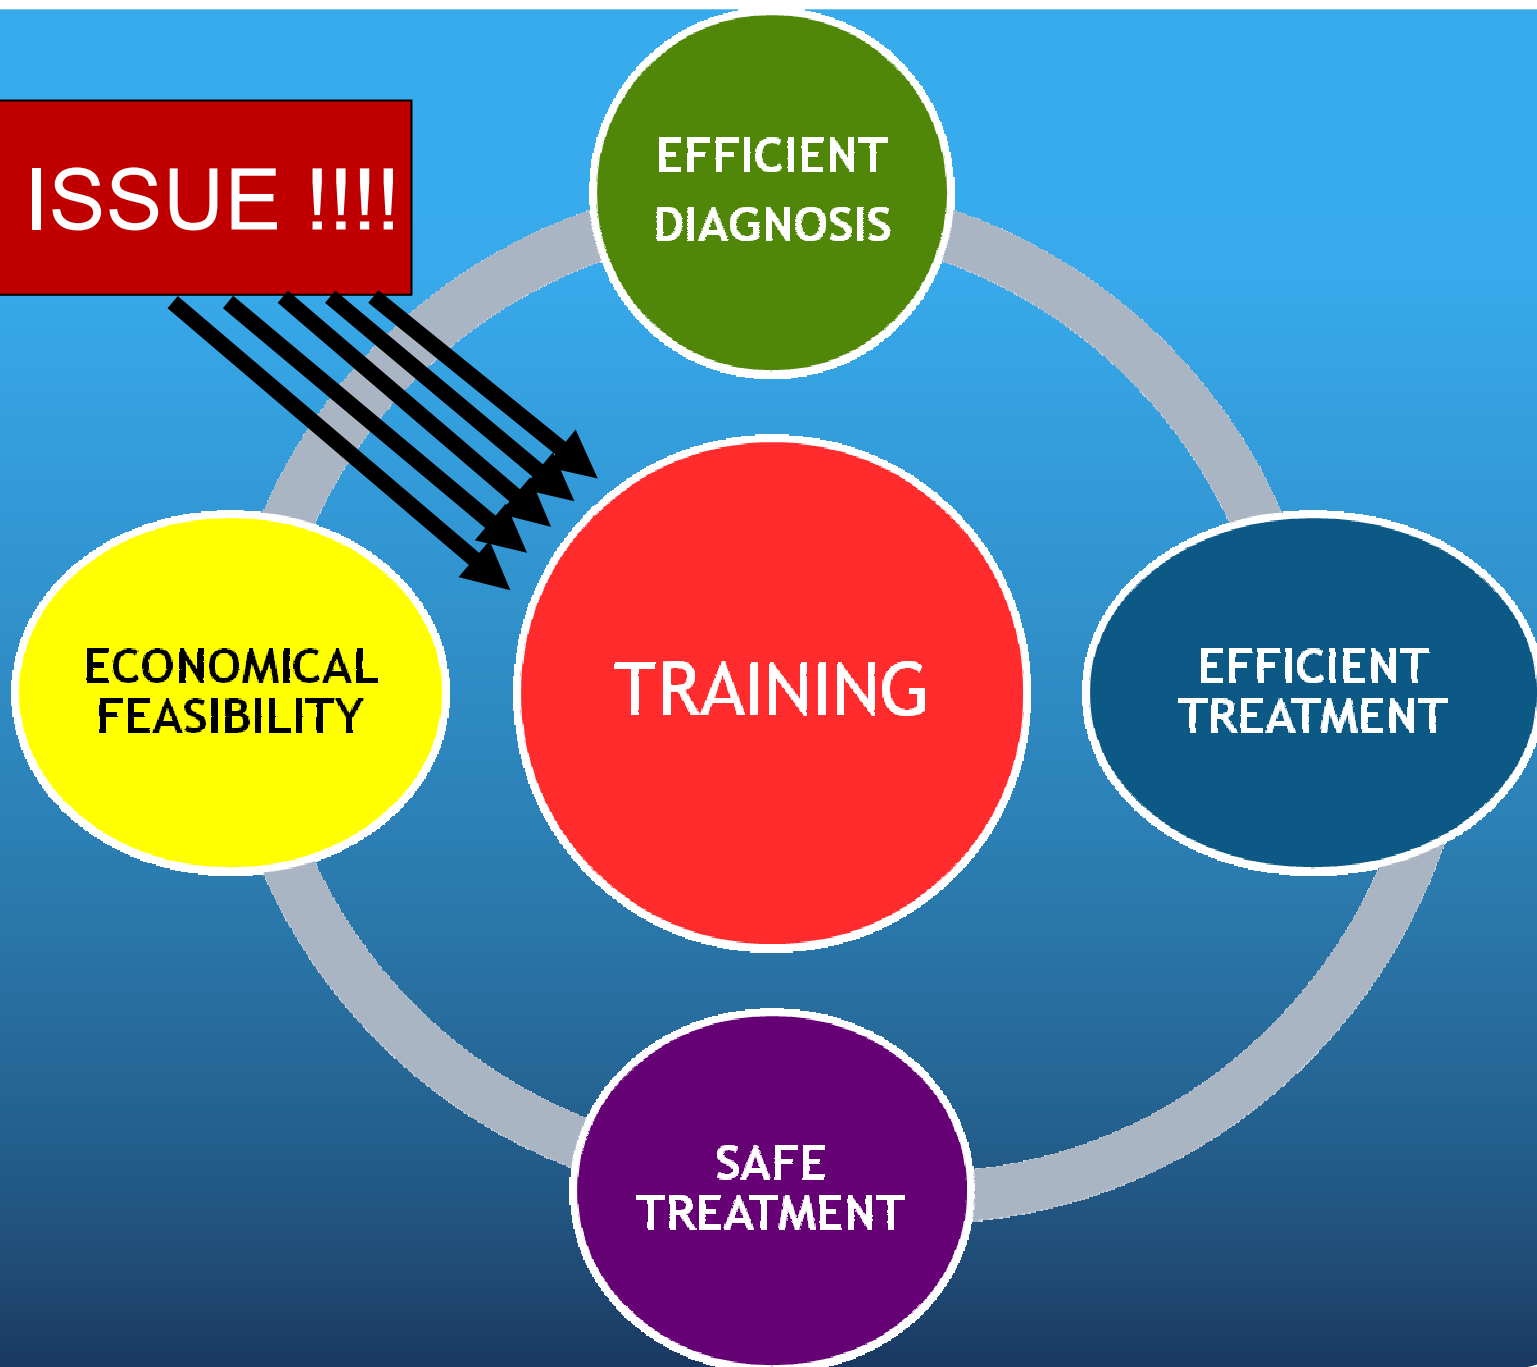 ISSUE !!!!
EFFICIENT
DIAGNOSIS
ECONOMICAL
FEASIBILITY
TRAINING
EFFICIENT
TREATMENT
SAFE
TREATMENT